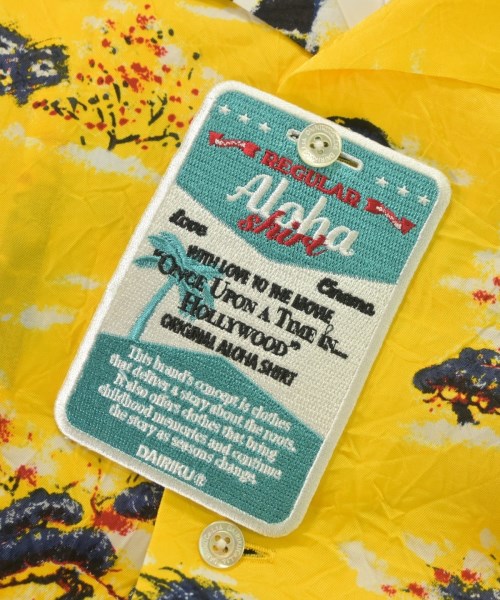 REGULAR
Aloha
shirt
Love
Cinema
WITH LOVE TO THE MOVIE
"ONCE UPON A TIME IN...
HOLLYWOOD"
ORIGINAL ALOHA SHIRT
This brand's concept is clothes
that deliver a story about the roots.
It also offers clothes that bring
childhood memories and continue
the story as seasons change.
DAIRIKU®